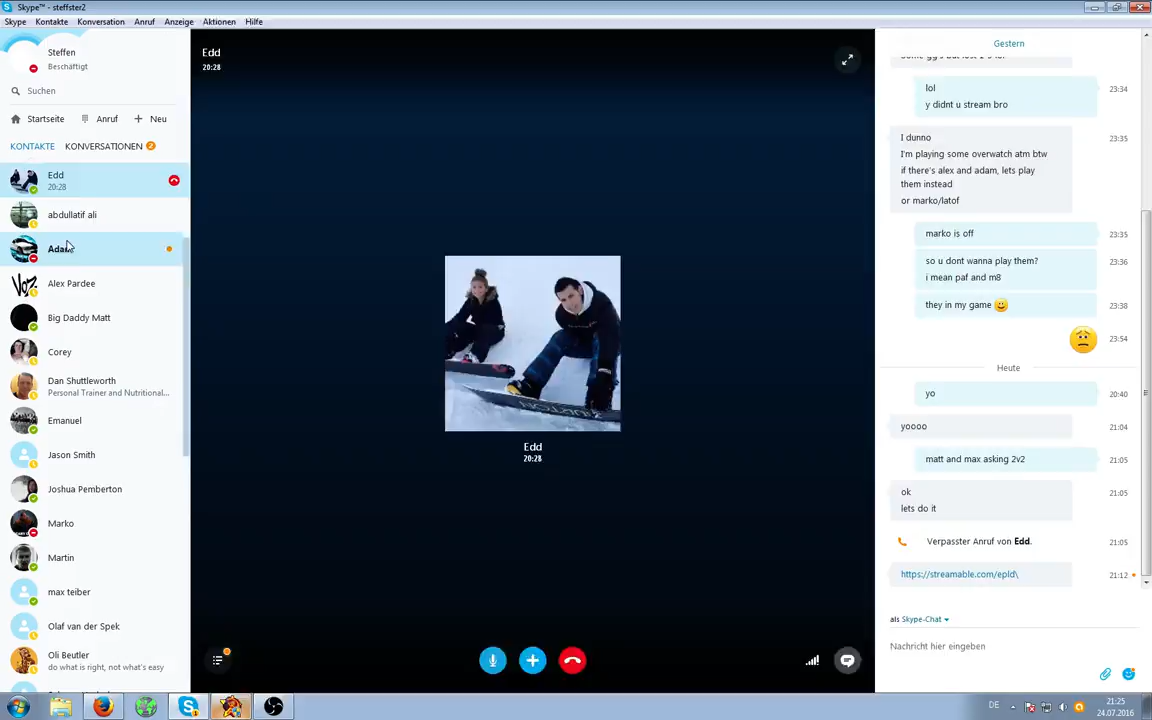 Skype™ - steffster2
Skype Kontakte Konversation Anruf Anzeige Aktionen Hilfe
Steffen
Beschäftigt
Suchen
Startseite Anruf Neu
KONTAKTE KONVERSATIONEN 2
Edd
20:28
abdullatif ali
Adam
Alex Pardee
Big Daddy Matt
Corey
Dan Shuttleworth
Personal Trainer and Nutritional...
Emanuel
Jason Smith
Joshua Pemberton
Marko
Martin
max teiber
Olaf van der Spek
Oli Beutler
do what is right, not what's easy
Edd
20:28
BURTON
Edd
20:28
Gestern
lol 23:34
y didnt u stream bro
I dunno 23:35
I'm playing some overwatch atm btw
if there's alex and adam, lets play
them instead
or marko/latof
marko is off 23:35
so u dont wanna play them? 23:36
i mean paf and m8
they in my game 23:38
23:54
Heute
yo 20:40
yoooo 21:04
matt and max asking 2v2 21:05
ok 21:05
lets do it
Verpasster Anruf von Edd. 21:05
https://streamable.com/epld\ 21:12
als Skype-Chat
Nachricht hier eingeben
DE
21:25
24.07.2016